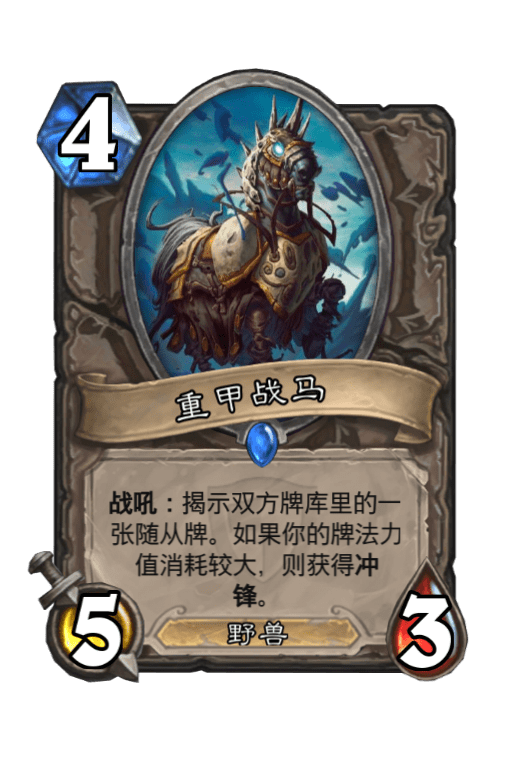 4
重甲战马
战吼：揭示双方牌库里的一
张随从牌。如果你的牌法力
值消耗较大，则获得冲
锋。
5
野兽
3